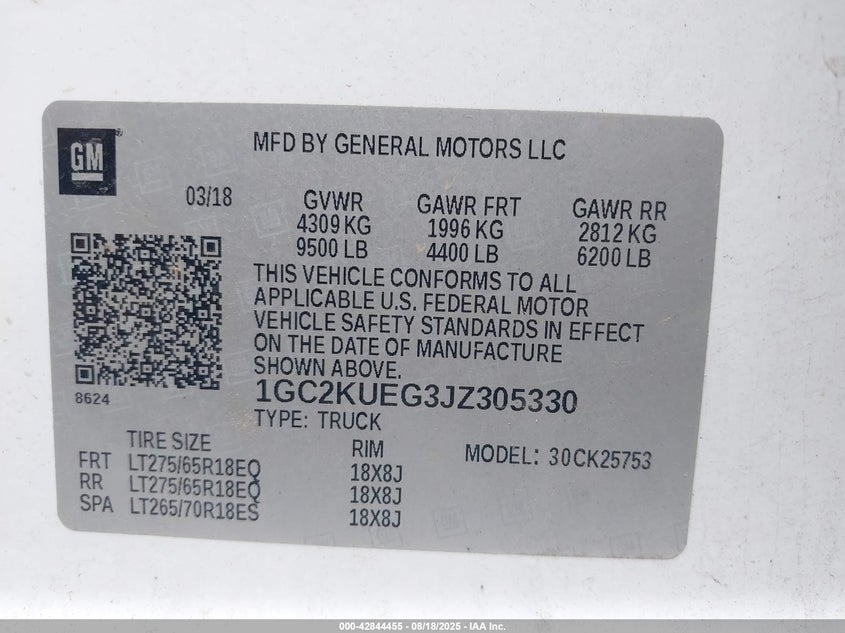 GM
MFD BY GENERAL MOTORS LLC
03/18
GVWR GAWR FRT GAWR RR
4309 KG 1996 KG 2812 KG
9500 LB 4400 LB 6200 LB
THIS VEHICLE CONFORMS TO ALL
APPLICABLE U.S. FEDERAL MOTOR
VEHICLE SAFETY STANDARDS IN EFFECT
ON THE DATE OF MANUFACTURE
SHOWN ABOVE.
8624
1GC2KUEG3JZ305330
TYPE: TRUCK
TIRE SIZE RIM MODEL: 30CK25753
FRT LT275/65R18EQ 18X8J
RR LT275/65R18EQ 18X8J
SPA LT265/70R18ES 18X8J
000-42844455 - 08/18/2025 - IAA Inc.